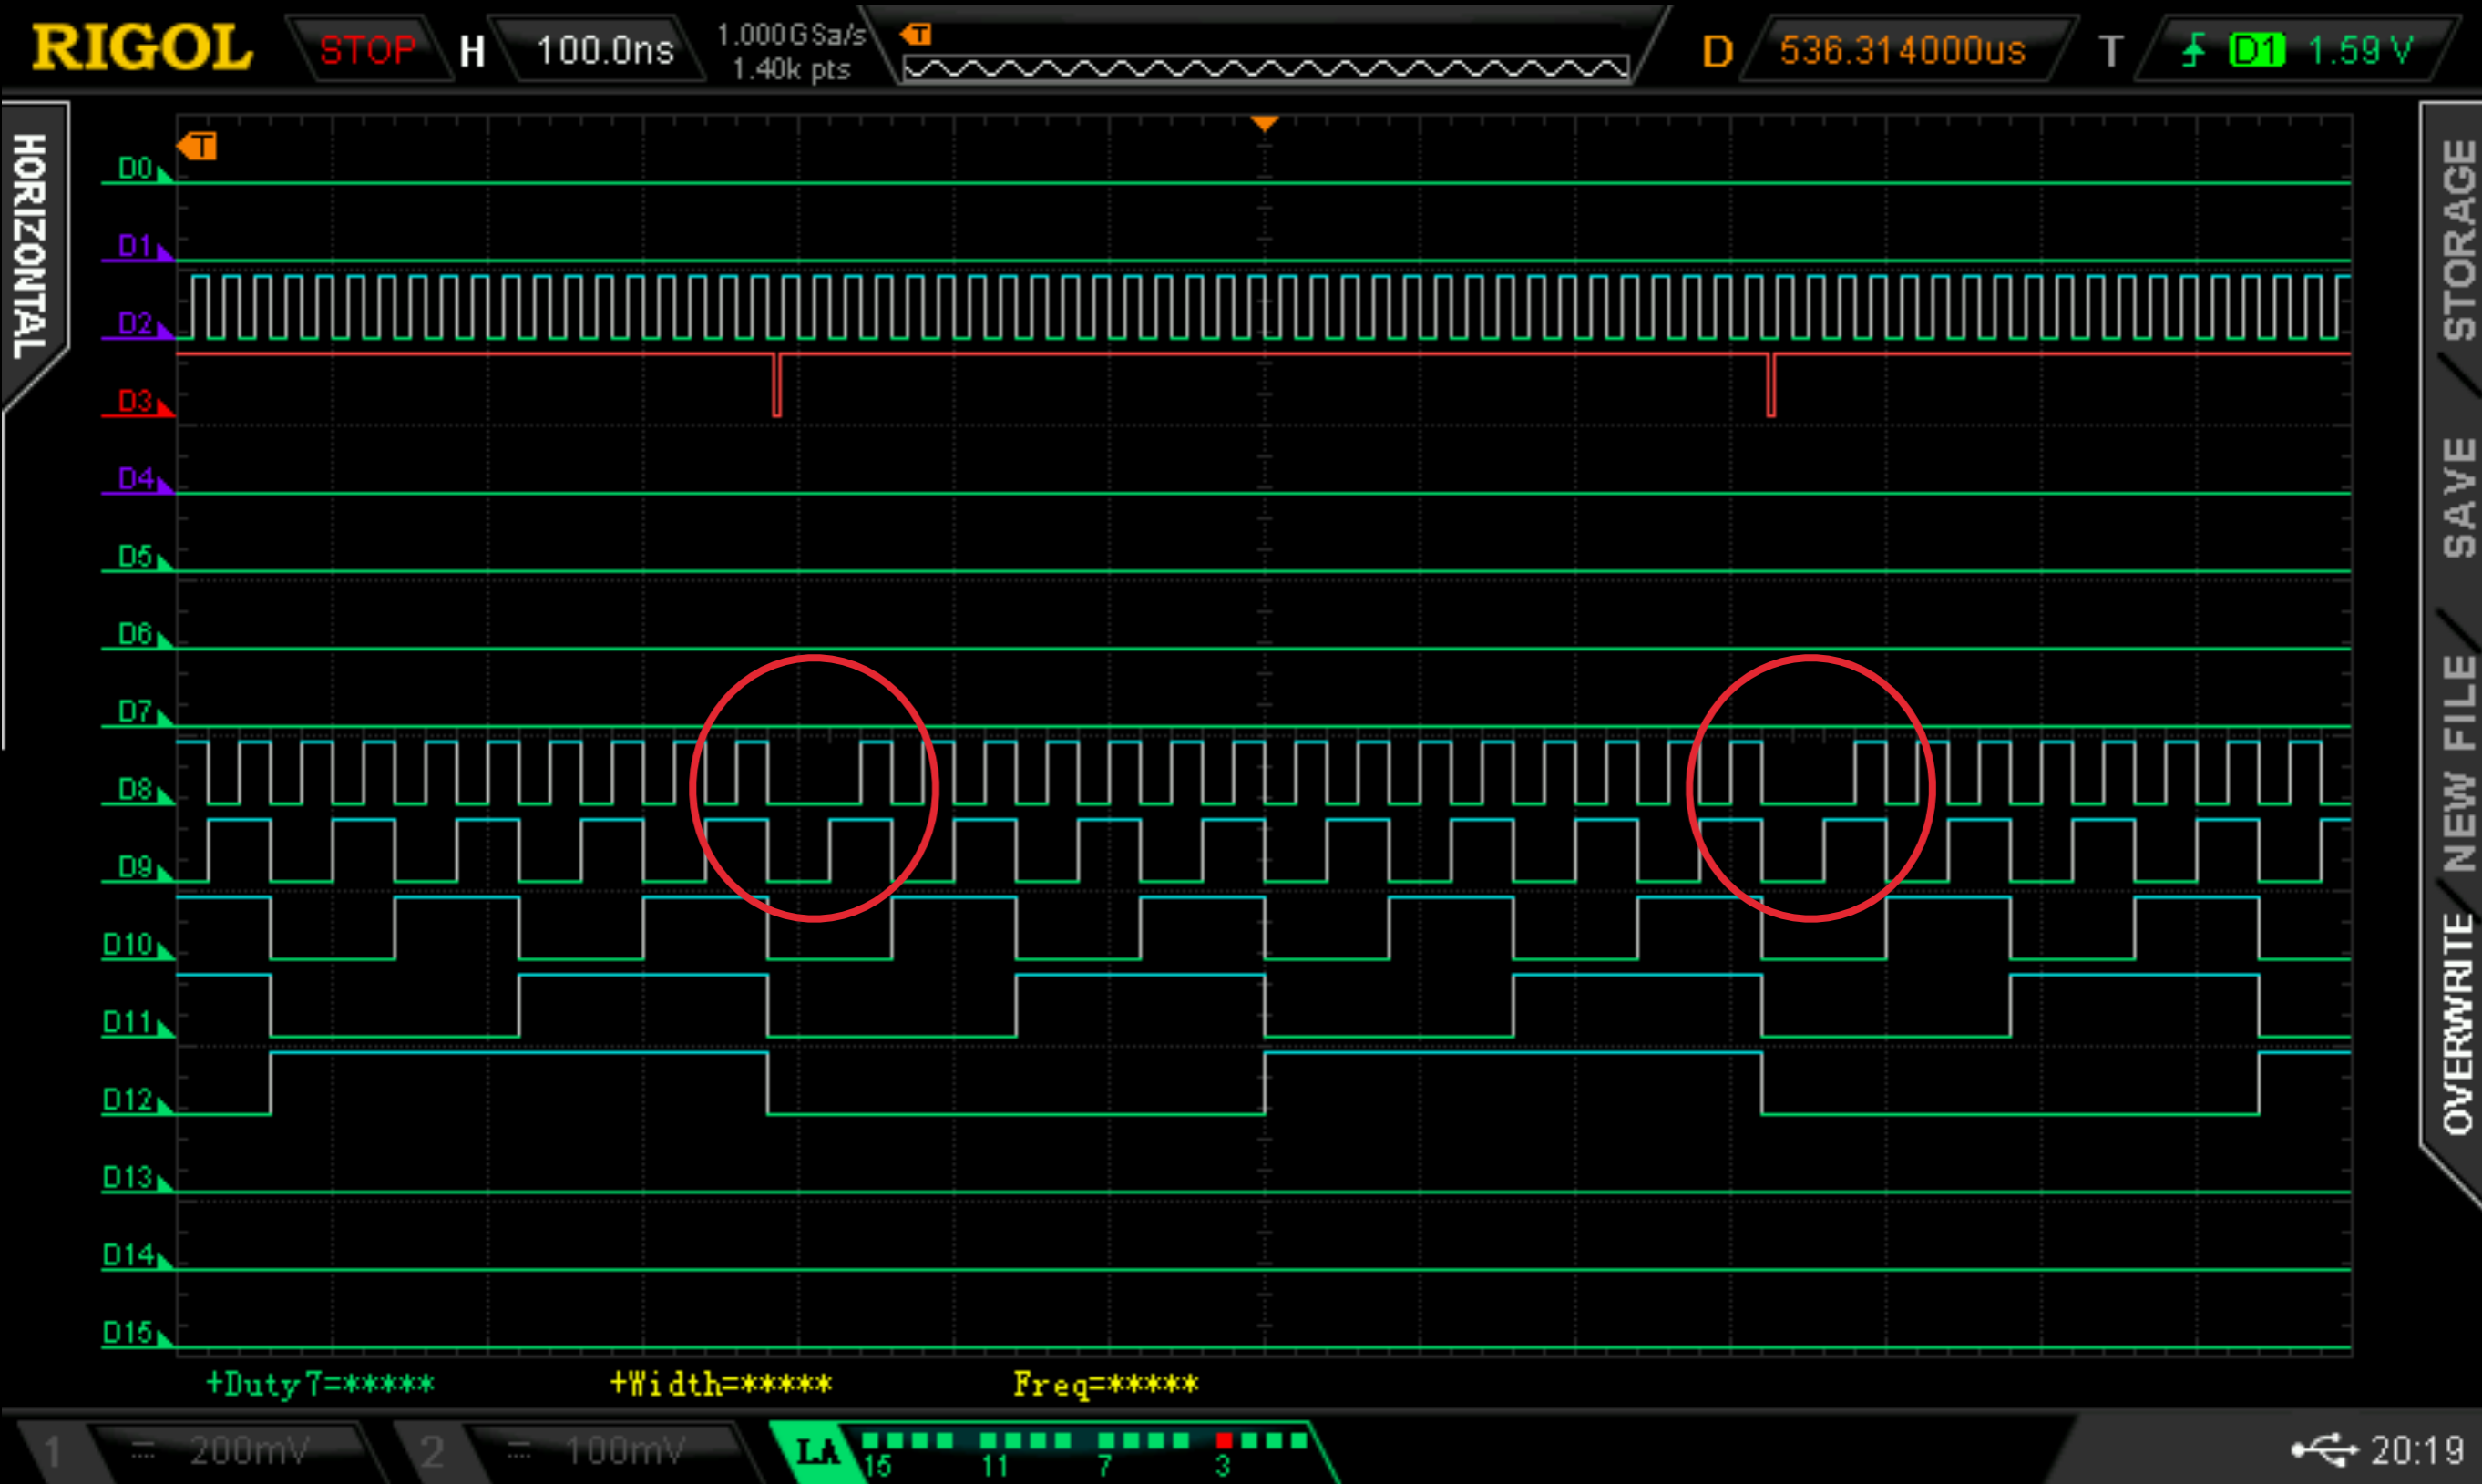 RIGOL STOP H 100.0ns 1.000GSa/s D 536.314000us T D1 1.59 V
1.40k pts
T
HORIZONTAL
T
D0
D1
D2
D3
D4
D5
D6
D7
D8
D9
D10
D11
D12
D13
D14
D15
STORAGE
SAVE
NEW FILE
OVERWRITE
+Duty7=***** +Width=***** Freq=*****
1 200mV 2 100mV LA 15 11 7 3 20:19